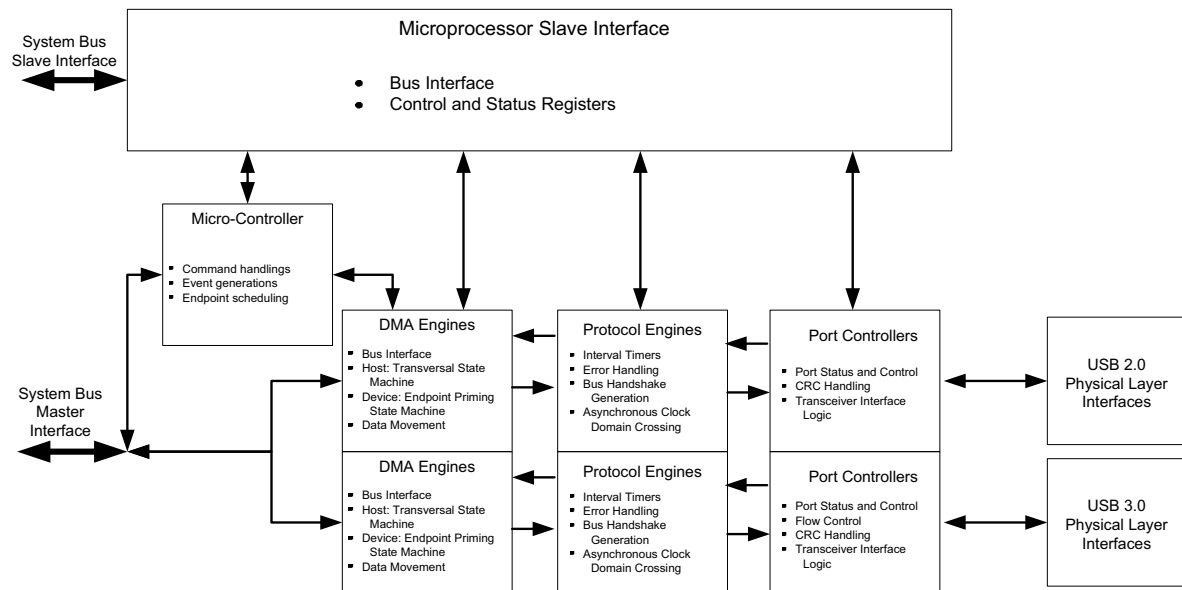 Microprocessor Slave Interface
System Bus
Slave Interface
• Bus Interface
• Control and Status Registers
Micro-Controller
▪ Command handlings
▪ Event generations
▪ Endpoint scheduling
System Bus
Master
Interface
DMA Engines
▪ Bus Interface
▪ Host: Transversal State
Machine
▪ Device: Endpoint Priming
State Machine
▪ Data Movement
Protocol Engines
▪ Interval Timers
▪ Error Handling
▪ Bus Handshake
Generation
▪ Asynchronous Clock
Domain Crossing
Port Controllers
▪ Port Status and Control
▪ CRC Handling
▪ Transceiver Interface
Logic
USB 2.0
Physical Layer
Interfaces
DMA Engines
▪ Bus Interface
▪ Host: Transversal State
Machine
▪ Device: Endpoint Priming
State Machine
▪ Data Movement
Protocol Engines
▪ Interval Timers
▪ Error Handling
▪ Bus Handshake
Generation
▪ Asynchronous Clock
Domain Crossing
Port Controllers
▪ Port Status and Control
▪ Flow Control
▪ CRC Handling
▪ Transceiver Interface
Logic
USB 3.0
Physical Layer
Interfaces